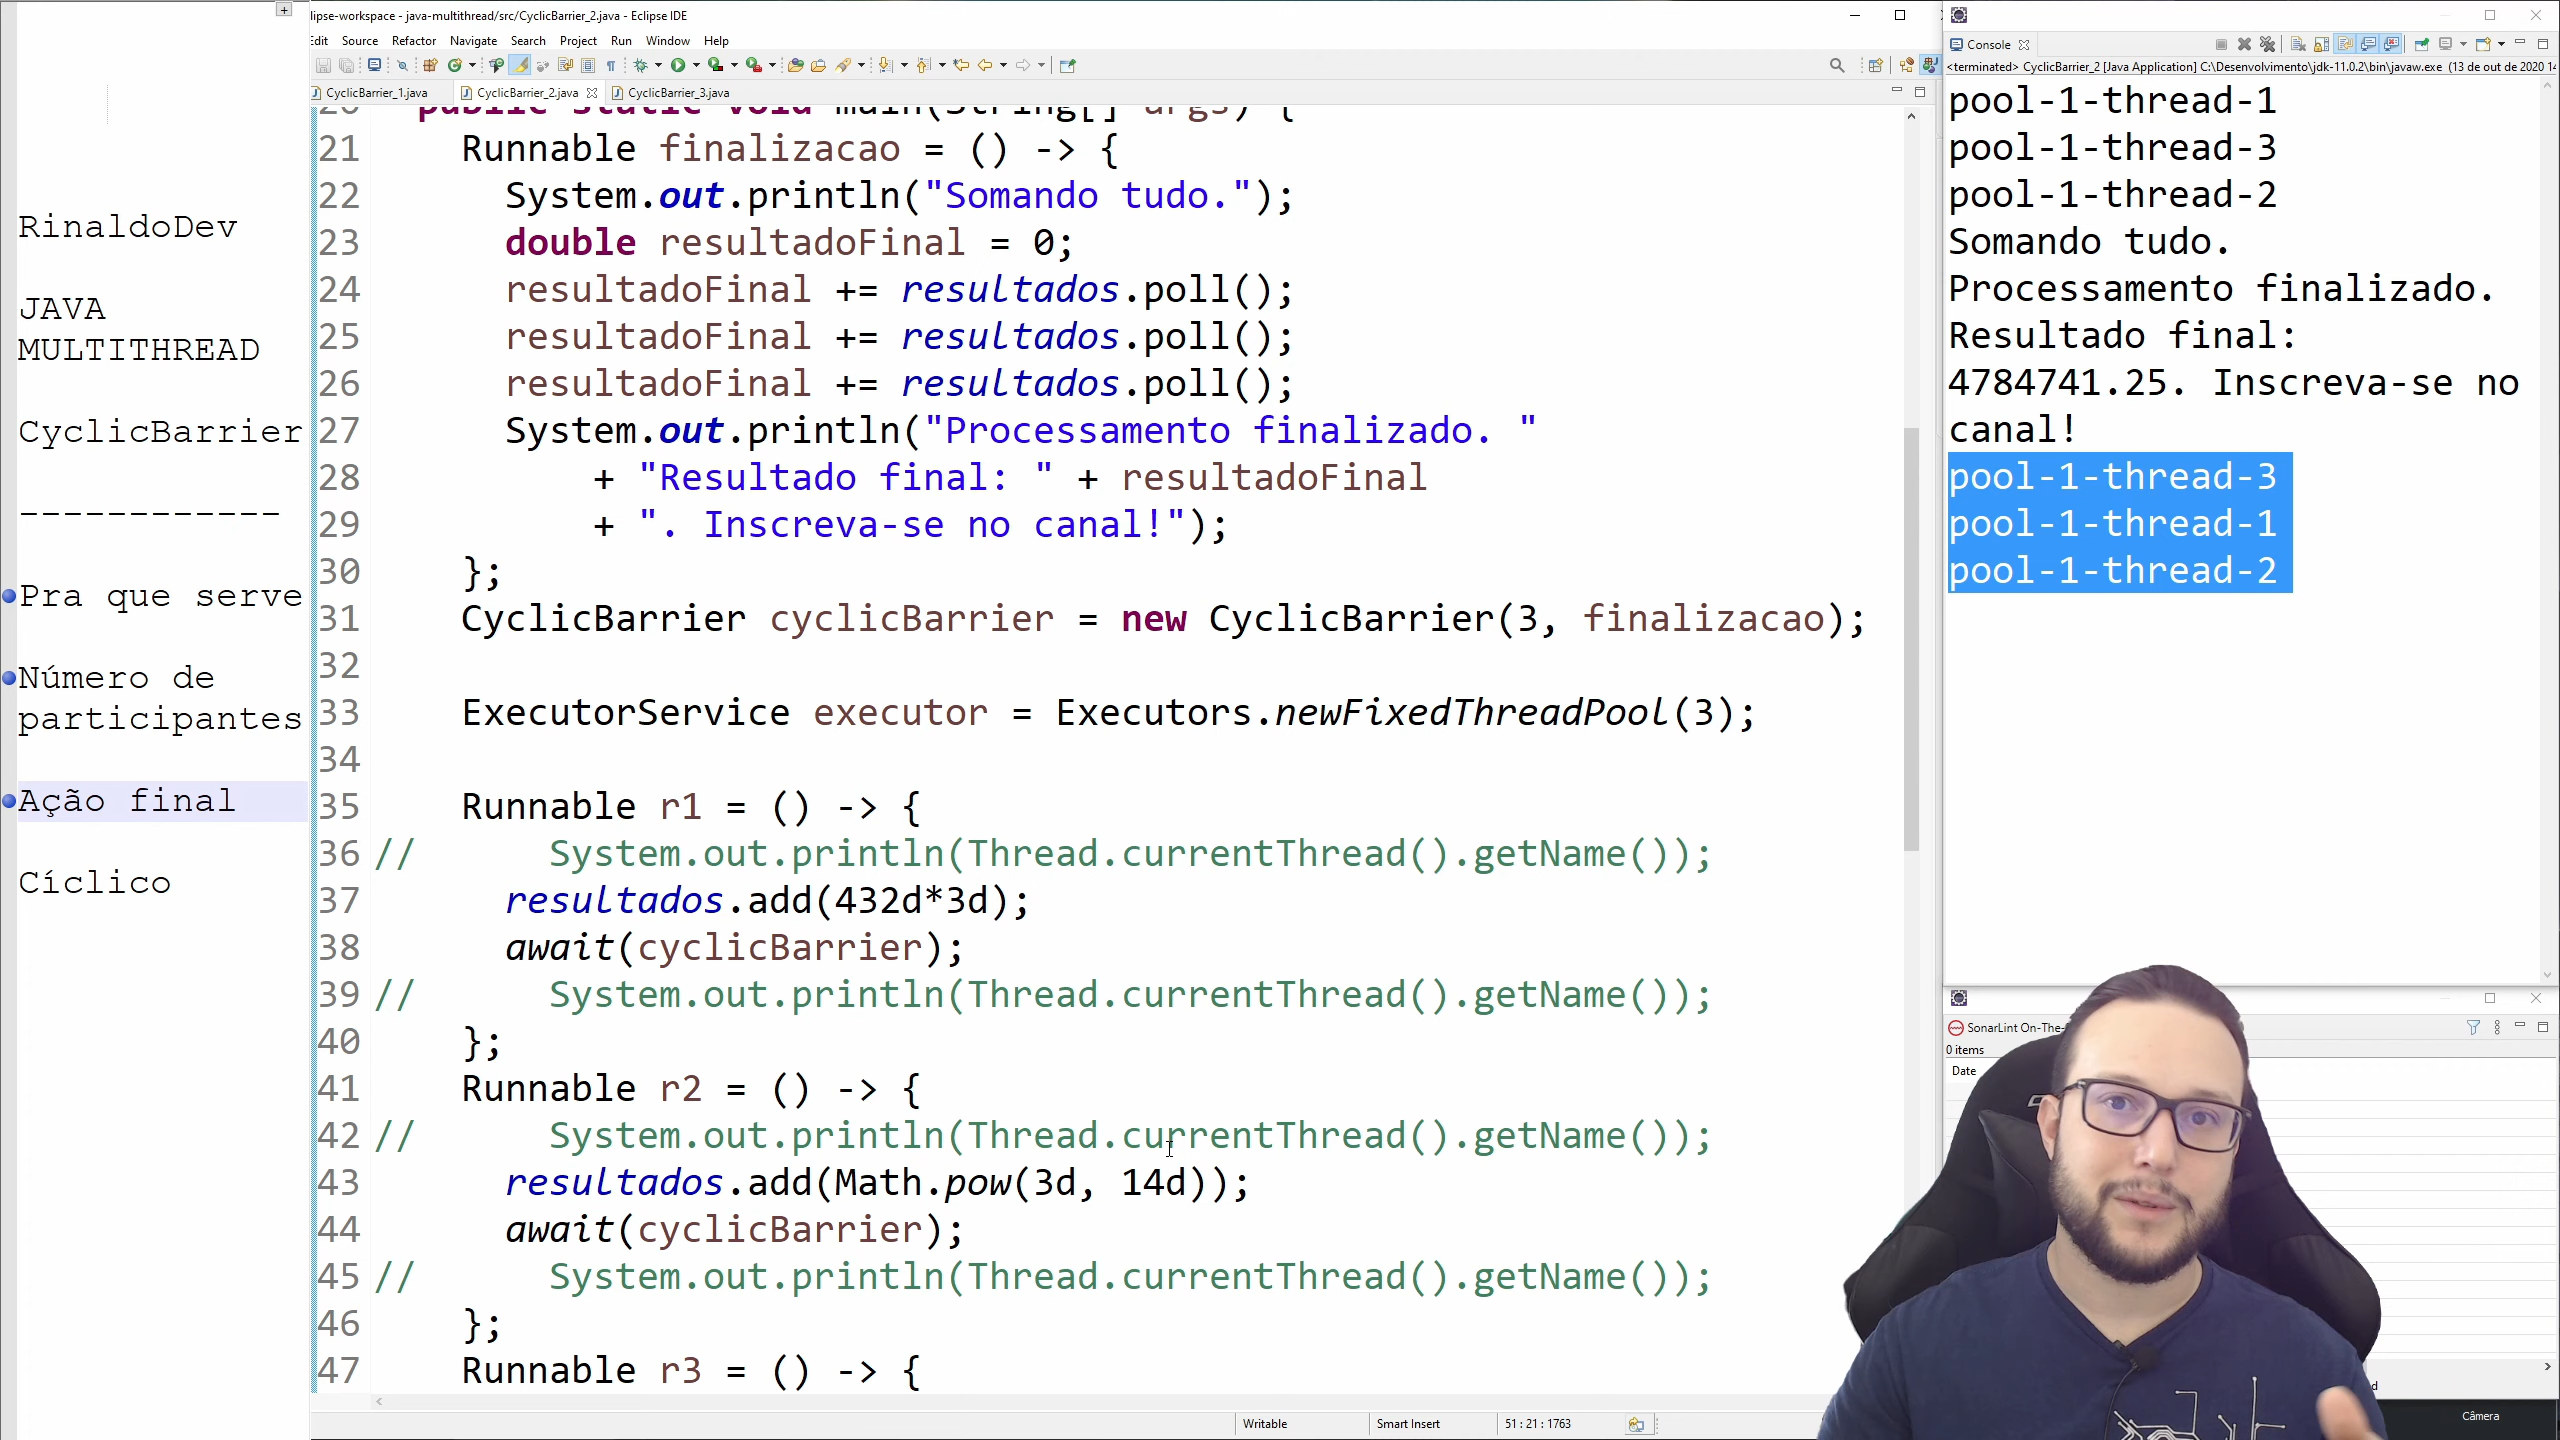 RinaldoDev
JAVA
MULTITHREAD
CyclicBarrier
------------
Pra que serve
Número de
participantes
Ação final
Cíclico
lipse-workspace - java-multithread/src/CyclicBarrier_2.java - Eclipse IDE
Edit Source Refactor Navigate Search Project Run Window Help
CyclicBarrier_1.java CyclicBarrier_2.java CyclicBarrier_3.java
20 public static void main(String[] args) {
21 Runnable finalizacao = () -> {
22 System.out.println("Somando tudo.");
23 double resultadoFinal = 0;
24 resultadoFinal += resultados.poll();
25 resultadoFinal += resultados.poll();
26 resultadoFinal += resultados.poll();
27 System.out.println("Processamento finalizado. "
28 + "Resultado final: " + resultadoFinal
29 + ". Inscreva-se no canal!");
30 };
31 CyclicBarrier cyclicBarrier = new CyclicBarrier(3, finalizacao);
32
33 ExecutorService executor = Executors.newFixedThreadPool(3);
34
35 Runnable r1 = () -> {
36 // System.out.println(Thread.currentThread().getName());
37 resultados.add(432d*3d);
38 await(cyclicBarrier);
39 // System.out.println(Thread.currentThread().getName());
40 };
41 Runnable r2 = () -> {
42 // System.out.println(Thread.currentThread().getName());
43 resultados.add(Math.pow(3d, 14d));
44 await(cyclicBarrier);
45 // System.out.println(Thread.currentThread().getName());
46 };
47 Runnable r3 = () -> {
Writable Smart Insert 51 : 21 : 1763
Console
<terminated> CyclicBarrier_2 [Java Application] C:\Desenvolvimento\jdk-11.0.2\bin\javaw.exe (13 de out de 2020 14
pool-1-thread-1
pool-1-thread-3
pool-1-thread-2
Somando tudo.
Processamento finalizado.
Resultado final:
4784741.25. Inscreva-se no
canal!
pool-1-thread-3
pool-1-thread-1
pool-1-thread-2
SonarLint On-The-
0 items
Date
Câmera